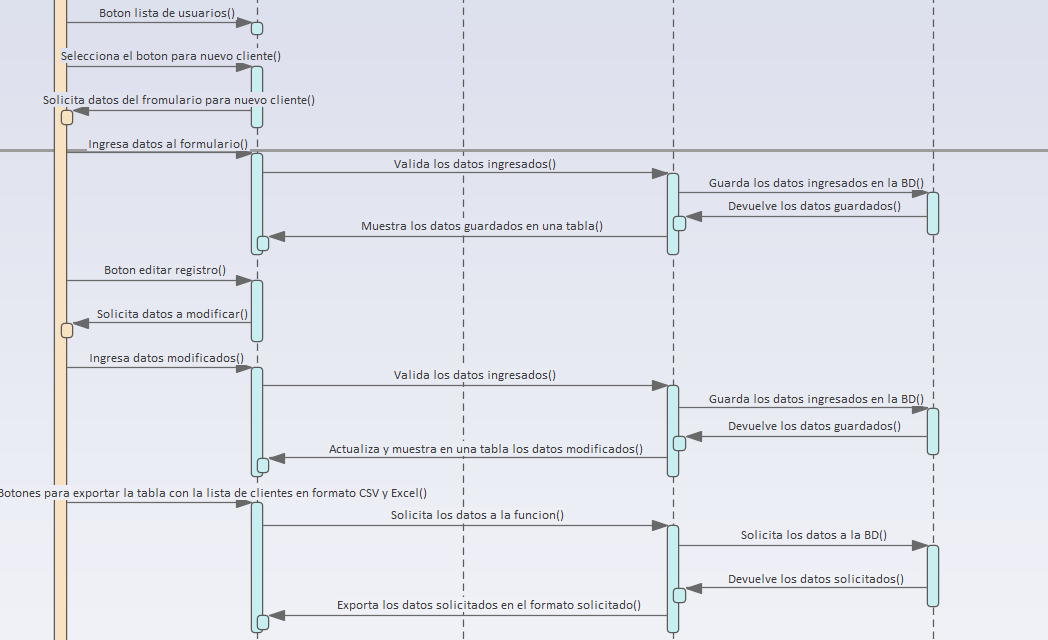 Boton lista de usuarios()
Selecciona el boton para nuevo cliente()
Solicita datos del fromulario para nuevo cliente()
Ingresa datos al formulario()
Valida los datos ingresados()
Guarda los datos ingresados en la BD()
Devuelve los datos guardados()
Muestra los datos guardados en una tabla()
Boton editar registro()
Solicita datos a modificar()
Ingresa datos modificados()
Valida los datos ingresados()
Guarda los datos ingresados en la BD()
Devuelve los datos guardados()
Actualiza y muestra en una tabla los datos modificados()
Botones para exportar la tabla con la lista de clientes en formato CSV y Excel()
Solicita los datos a la funcion()
Solicita los datos a la BD()
Devuelve los datos solicitados()
Exporta los datos solicitados en el formato solicitado()